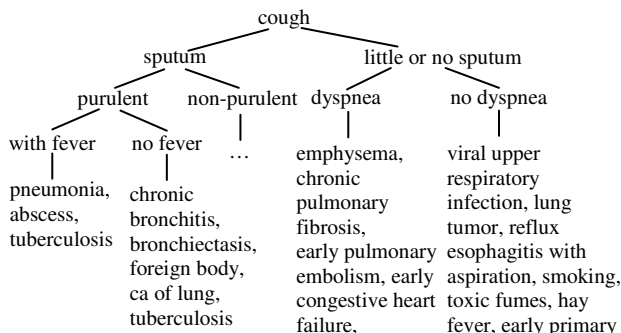 cough
sputum
little or no sputum
purulent
non-purulent
dyspnea
no dyspnea
with fever
no fever
…
pneumonia,
abscess,
tuberculosis
chronic
bronchitis,
bronchiectasis,
foreign body,
ca of lung,
tuberculosis
emphysema,
chronic
pulmonary
fibrosis,
early pulmonary
embolism, early
congestive heart
failure,
viral upper
respiratory
infection, lung
tumor, reflux
esophagitis with
aspiration, smoking,
toxic fumes, hay
fever, early primary